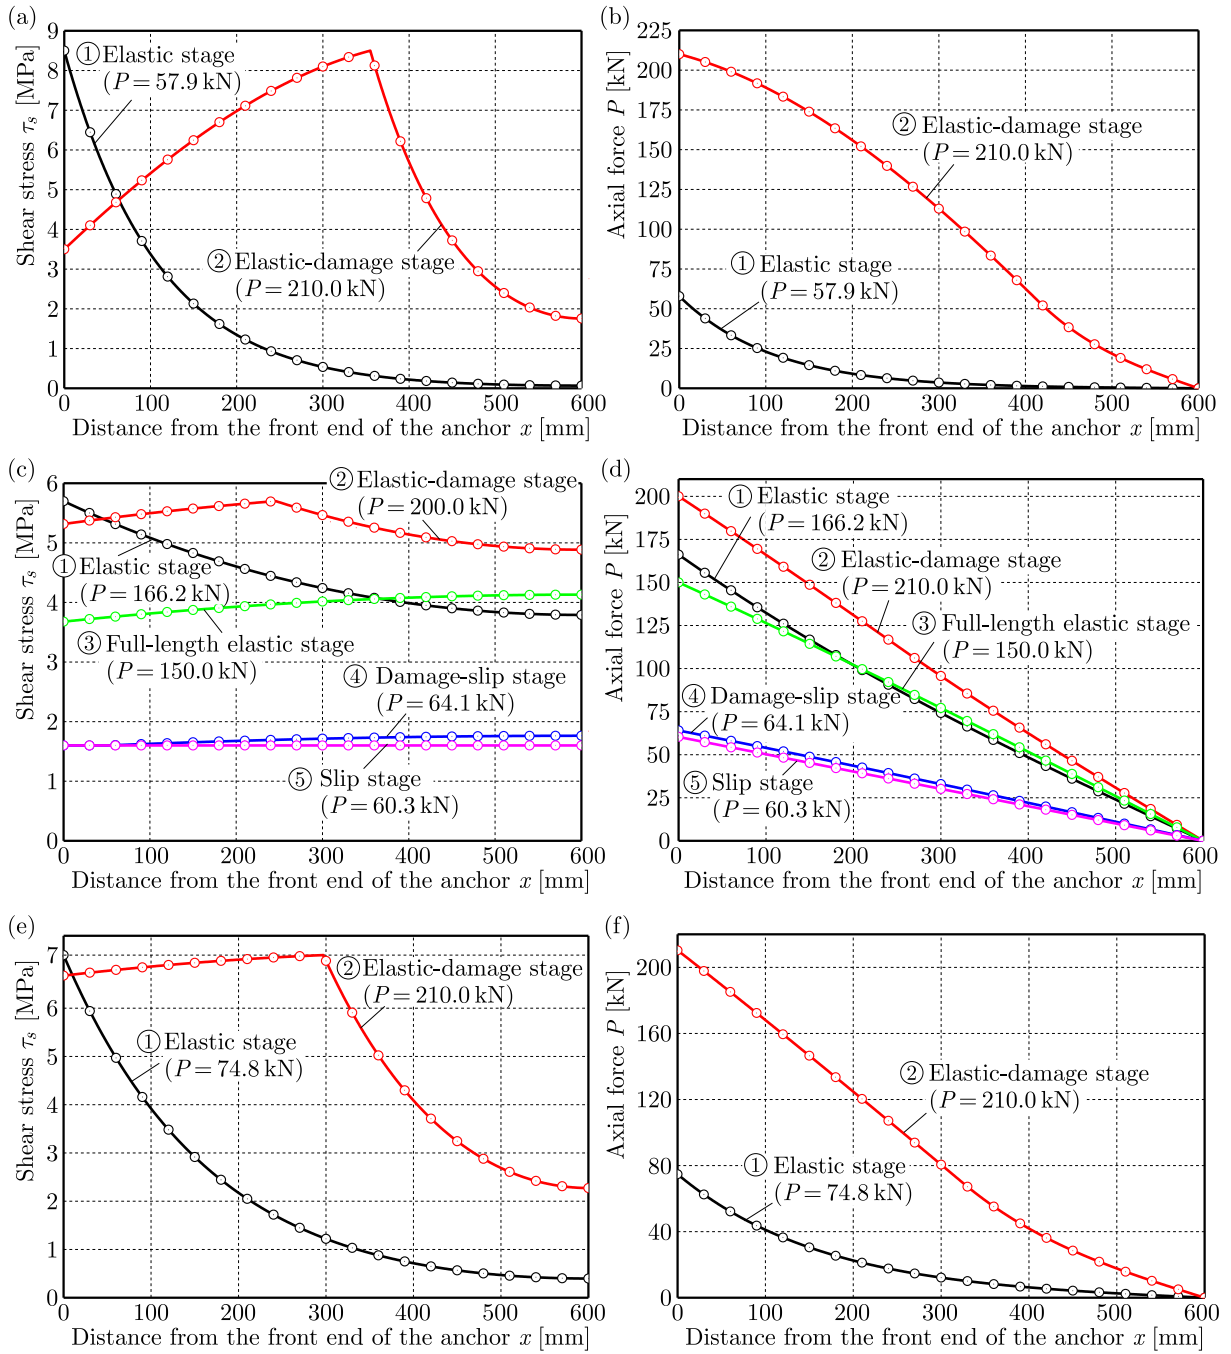 (a)
9
8
7
6
5
4
3
2
1
0
Shear stress τs [MPa]
① Elastic stage
(P = 57.9 kN)
② Elastic-damage stage
(P = 210.0 kN)
0 100 200 300 400 500 600
Distance from the front end of the anchor x [mm]
(b)
225
200
175
150
125
100
75
50
25
0
Axial force P [kN]
② Elastic-damage stage
(P = 210.0 kN)
① Elastic stage
(P = 57.9 kN)
0 100 200 300 400 500 600
Distance from the front end of the anchor x [mm]
(c)
6
5
4
3
2
1
0
Shear stress τs [MPa]
② Elastic-damage stage
(P = 200.0 kN)
① Elastic stage
(P = 166.2 kN)
③ Full-length elastic stage
(P = 150.0 kN)
④ Damage-slip stage
(P = 64.1 kN)
⑤ Slip stage
(P = 60.3 kN)
0 100 200 300 400 500 600
Distance from the front end of the anchor x [mm]
(d)
200
175
150
125
100
75
50
25
0
Axial force P [kN]
① Elastic stage
(P = 166.2 kN)
② Elastic-damage stage
(P = 210.0 kN)
③ Full-length elastic stage
(P = 150.0 kN)
④ Damage-slip stage
(P = 64.1 kN)
⑤ Slip stage
(P = 60.3 kN)
0 100 200 300 400 500 600
Distance from the front end of the anchor x [mm]
(e)
7
6
7
4
3
2
1
0
Shear stress τs [MPa]
② Elastic-damage stage
(P = 210.0 kN)
① Elastic stage
(P = 74.8 kN)
0 100 200 300 400 500 600
Distance from the front end of the anchor x [mm]
(f)
200
160
120
80
40
0
Axial force P [kN]
② Elastic-damage stage
(P = 210.0 kN)
① Elastic stage
(P = 74.8 kN)
0 100 200 300 400 500 600
Distance from the front end of the anchor x [mm]